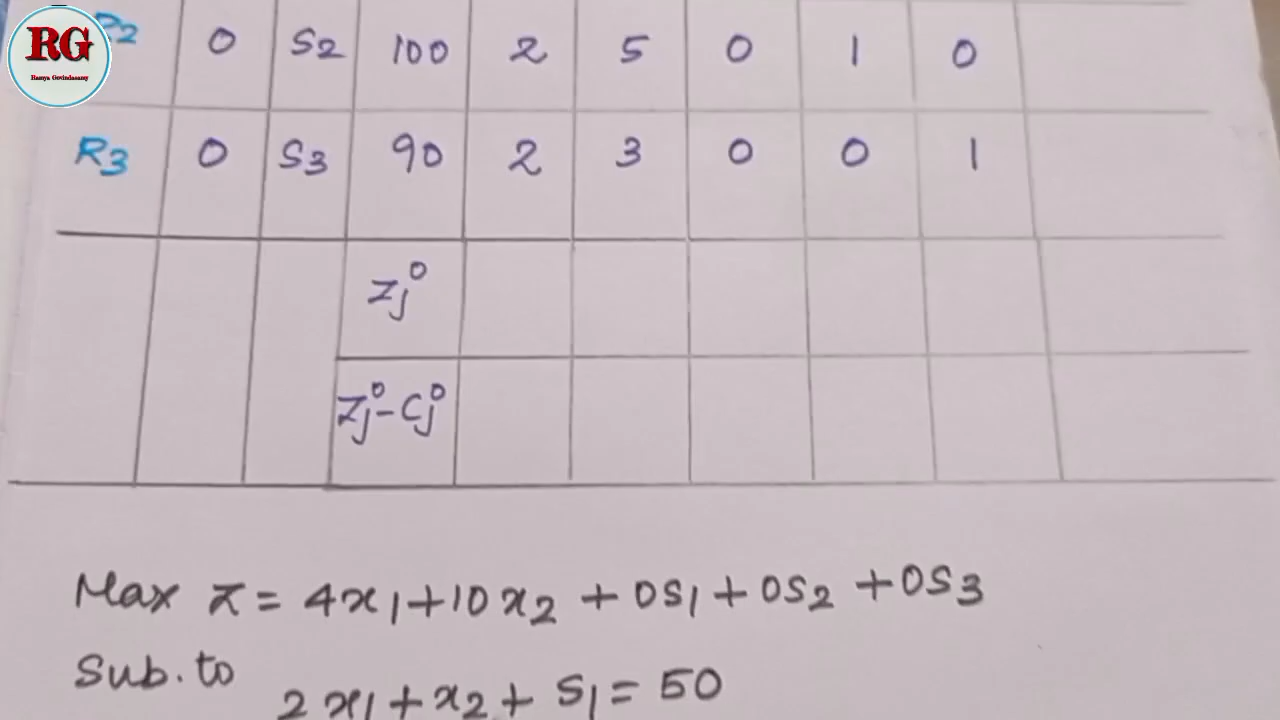 RG
Ramya Govindasamy
R2 0 S2 100 2 5 0 1 0
R3 0 S3 90 2 3 0 0 1
Zj
Zj - Cj
Max Z = 4x1 + 10x2 + 0S1 + 0S2 + 0S3
Sub. to
2x1 + x2 + S1 = 50